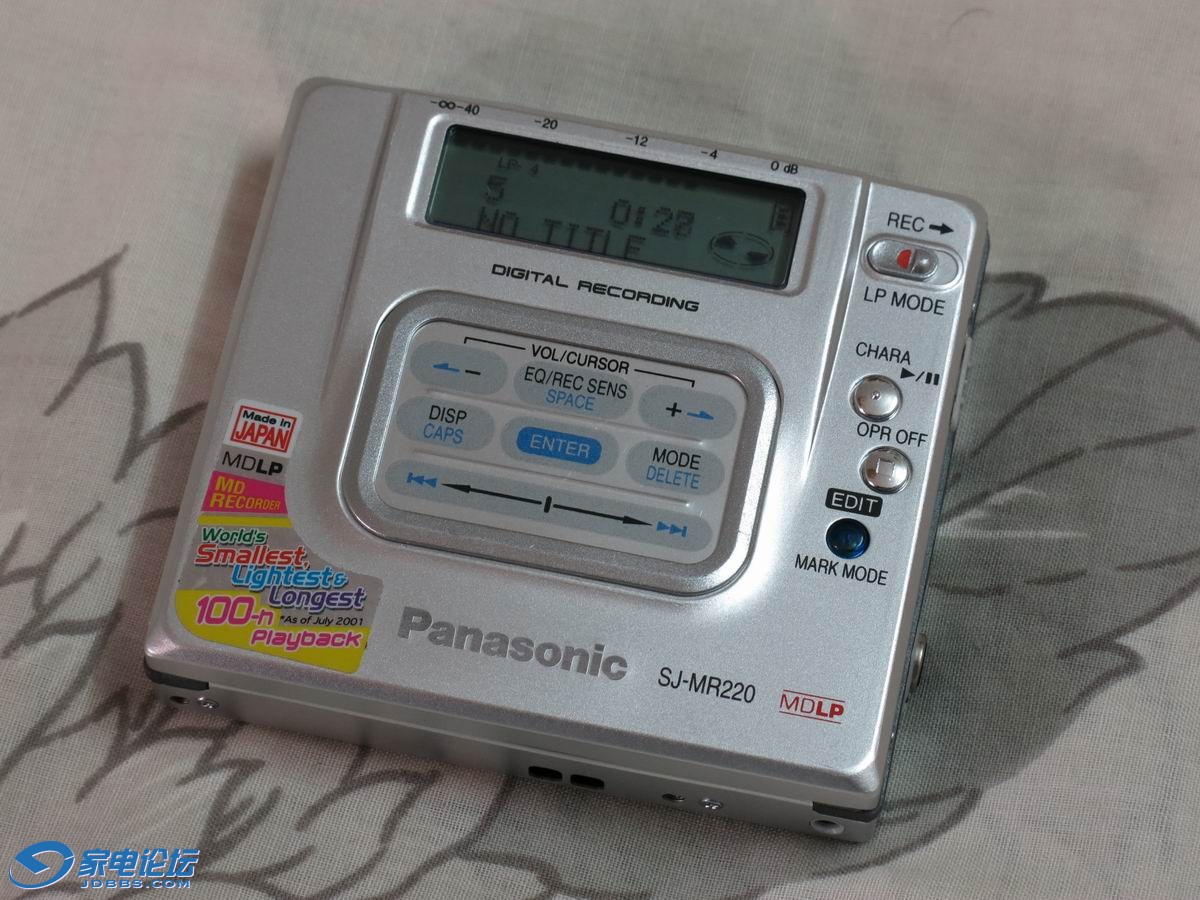 -∞-40 -20 -12 -4 0 dB
LP-4
0:28
NO TITLE
DIGITAL RECORDING
REC
LP MODE
CHARA
▶/❚❚
OPR OFF
EDIT
MARK MODE
VOL/CURSOR
-
EQ/REC SENS
SPACE
+
DISP
CAPS
ENTER
MODE
DELETE
Made in
JAPAN
MDLP
MD
RECORDER
World's
Smallest,
Lightest &
Longest
100-h *As of July 2001
Playback
Panasonic
SJ-MR220
MDLP
家电论坛
JDBBS.COM